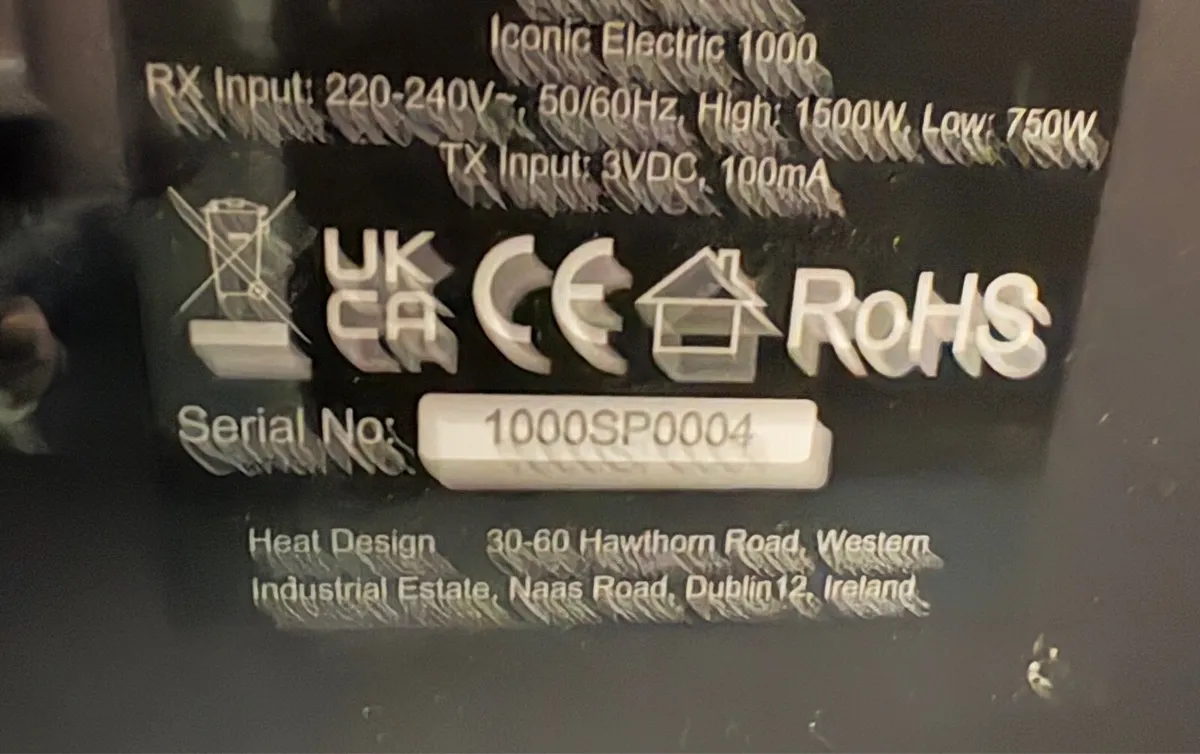 Iconic Electric 1000
RX Input: 220-240V~, 50/60Hz, High: 1500W, Low: 750W
TX Input: 3VDC, 100mA
UK
CA
CE
RoHS
Serial No: 1000SP0004
Heat Design 30-60 Hawthorn Road, Western
Industrial Estate, Naas Road, Dublin12, Ireland